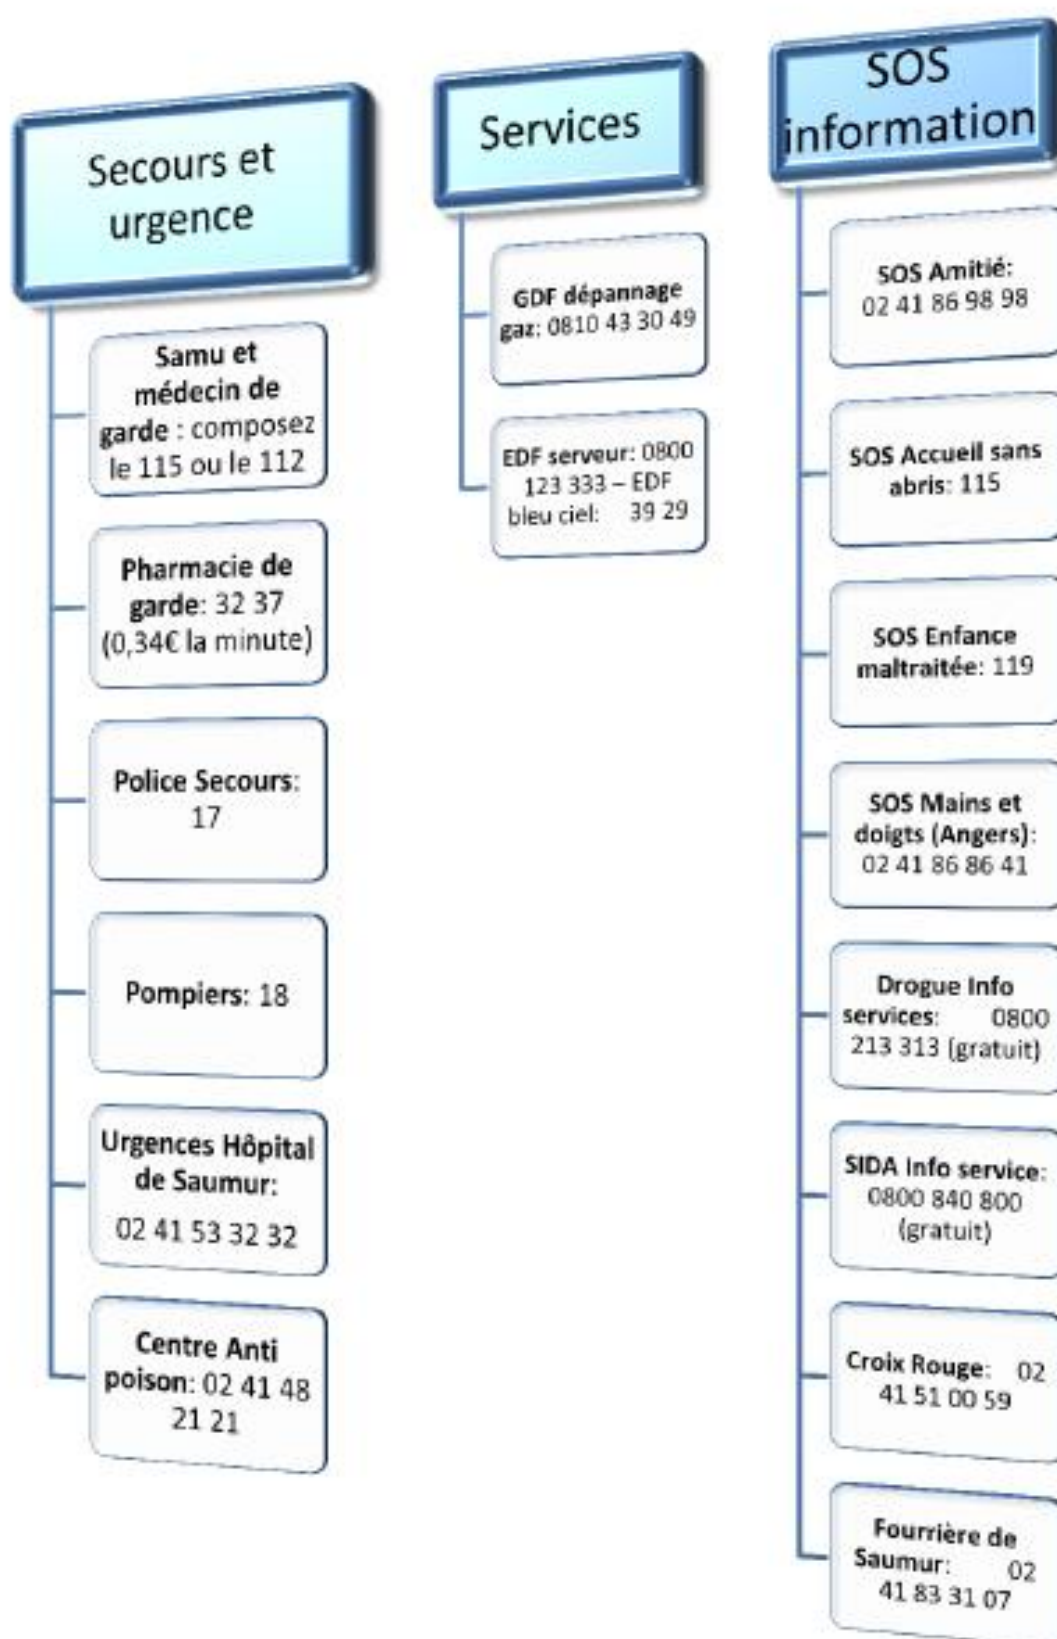 Secours et
urgence
Samu et
médecin de
garde : composez
le 115 ou le 112
Pharmacie de
garde: 32 37
(0,34€ la minute)
Police Secours:
17
Pompiers: 18
Urgences Hôpital
de Saumur:
02 41 53 32 32
Centre Anti
poison: 02 41 48
21 21
Services
GDF dépannage
gaz: 0810 43 30 49
EDF serveur: 0800
123 333 – EDF
bleu ciel: 39 29
SOS
information
SOS Amitié:
02 41 86 98 98
SOS Accueil sans
abris: 115
SOS Enfance
maltraitée: 119
SOS Mains et
doigts (Angers):
02 41 86 86 41
Drogue Info
services: 0800
213 313 (gratuit)
SIDA Info service:
0800 840 800
(gratuit)
Croix Rouge: 02
41 51 00 59
Fourrière de
Saumur: 02
41 83 31 07